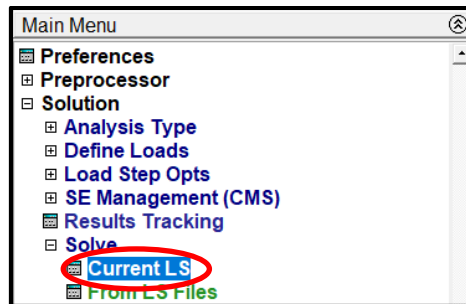 Main Menu
Preferences
Preprocessor
Solution
Analysis Type
Define Loads
Load Step Opts
SE Management (CMS)
Results Tracking
Solve
Current LS
From LS Files